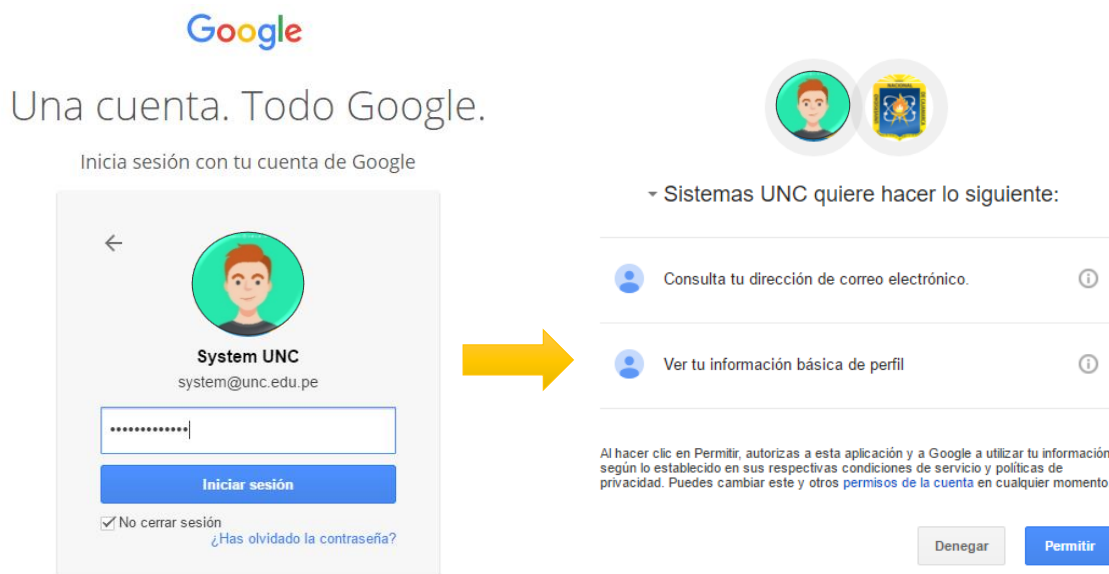 Google
Una cuenta. Todo Google.
Inicia sesión con tu cuenta de Google
System UNC
system@unc.edu.pe
•••••••••••••
Iniciar sesión
No cerrar sesión
¿Has olvidado la contraseña?
NACIONAL
UNIVERSIDAD
Sistemas UNC quiere hacer lo siguiente:
Consulta tu dirección de correo electrónico.
Ver tu información básica de perfil
Al hacer clic en Permitir, autorizas a esta aplicación y a Google a utilizar tu información
según lo establecido en sus respectivas condiciones de servicio y políticas de
privacidad. Puedes cambiar este y otros permisos de la cuenta en cualquier momento
Denegar
Permitir